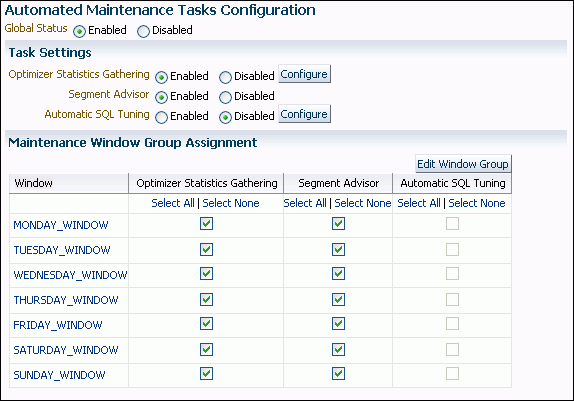 Automated Maintenance Tasks Configuration
Global Status Enabled Disabled
Task Settings
Optimizer Statistics Gathering Enabled Disabled Configure
Segment Advisor Enabled Disabled
Automatic SQL Tuning Enabled Disabled Configure
Maintenance Window Group Assignment
Edit Window Group
Window Optimizer Statistics Gathering Segment Advisor Automatic SQL Tuning
Select All | Select None Select All | Select None Select All | Select None
MONDAY_WINDOW
TUESDAY_WINDOW
WEDNESDAY_WINDOW
THURSDAY_WINDOW
FRIDAY_WINDOW
SATURDAY_WINDOW
SUNDAY_WINDOW